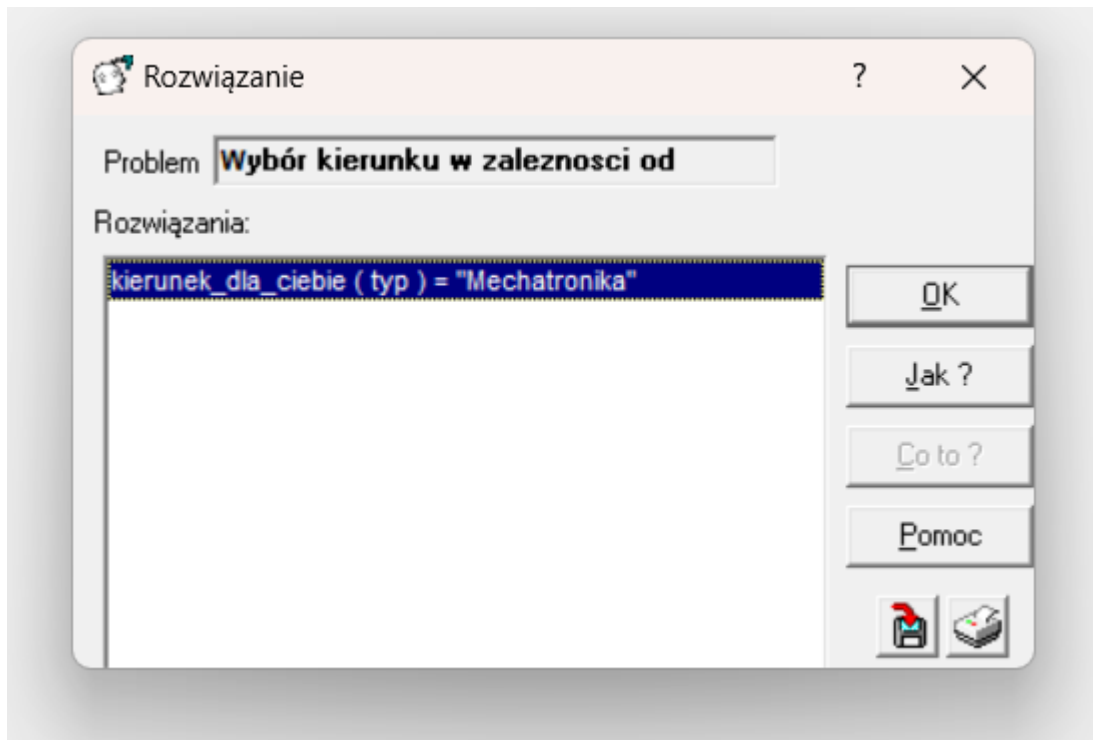 Rozwiązanie
?
Problem Wybór kierunku w zaleznosci od
Rozwiązania:
kierunek_dla_ciebie ( typ ) = "Mechatronika"
OK
Jak ?
Co to ?
Pomoc